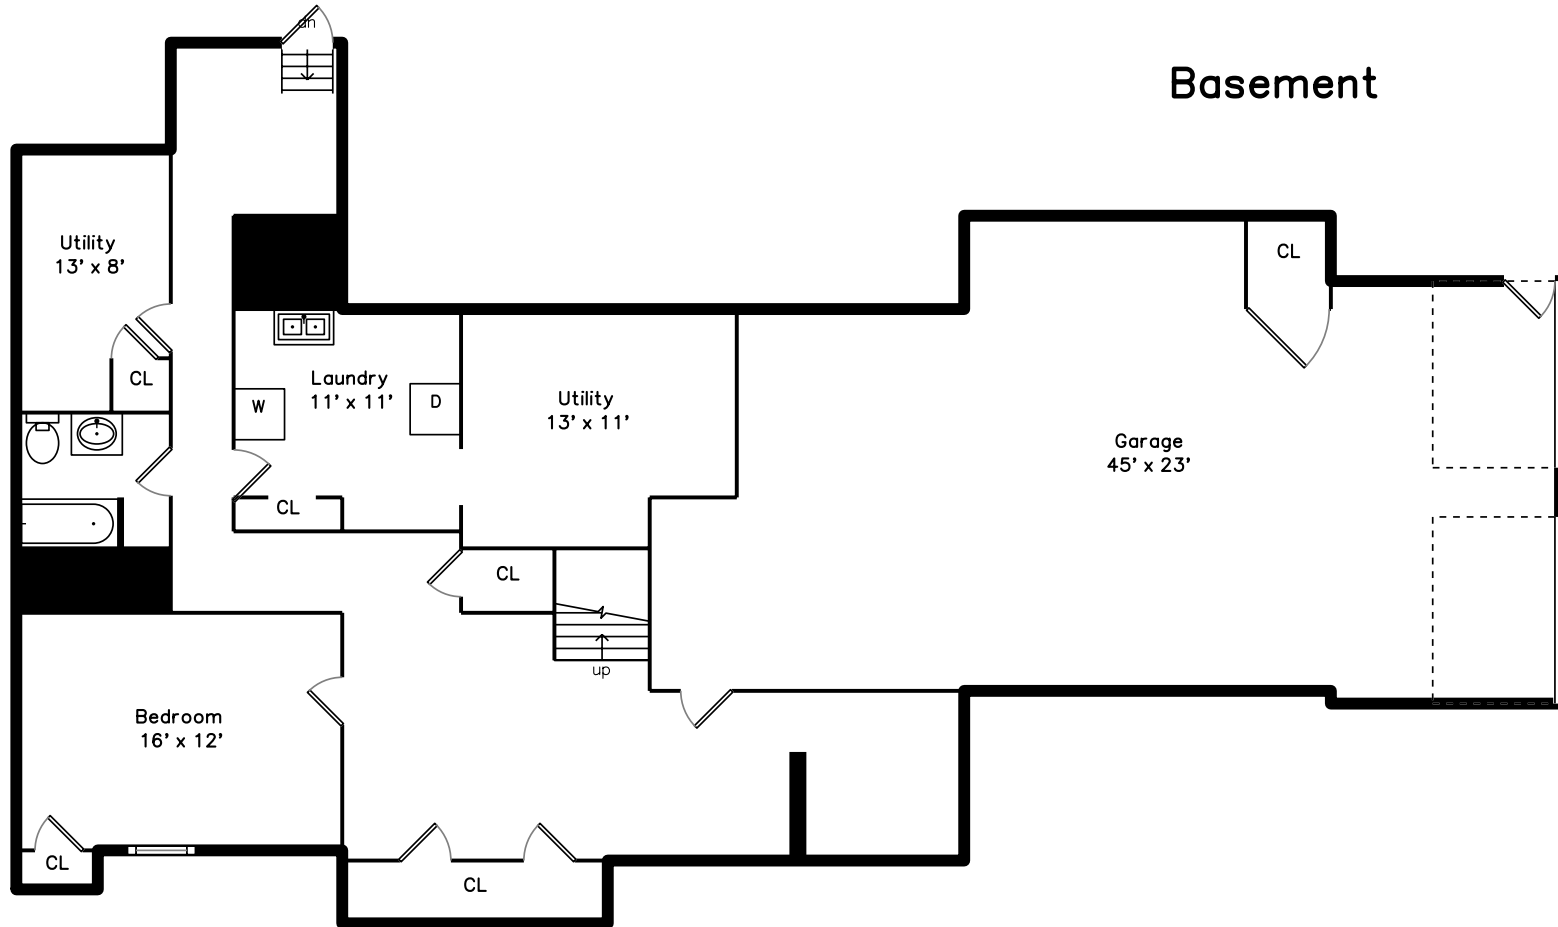 dn
Basement
Utility
13' x 8'
CL
CL
Laundry
11' x 11'
W
D
Utility
13' x 11'
Garage
45' x 23'
CL
CL
up
Bedroom
16' x 12'
CL
CL